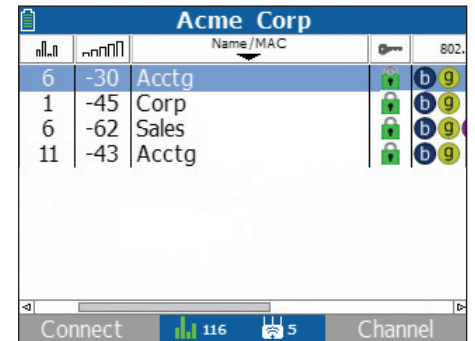 Acme Corp
Name/MAC 802.
6 -30 Acctg b g
1 -45 Corp b g
6 -62 Sales b g
11 -43 Acctg b g
Connect 116 5 Channel